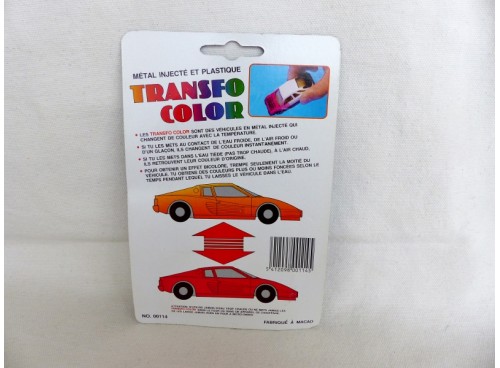 MÉTAL INJECTÉ ET PLASTIQUE
TRANSFO
COLOR
• LES TRANSFO COLOR SONT DES VÉHICULES EN MÉTAL INJECTÉ QUI
CHANGENT DE COULEUR AVEC LA TEMPÉRATURE.
• SI TU LES METS AU CONTACT DE L'EAU FROIDE, DE L'AIR FROID OU
D'UN GLAÇON, ILS CHANGENT DE COULEUR INSTANTANEMENT.
• SI TU LES METS DANS L'EAU TIÈDE (PAS TROP CHAUDE), A L'AIR CHAUD,
ILS RETROUVENT LEUR COULEUR D'ORIGINE.
• POUR OBTENIR UN EFFET BICOLORE, TREMPE SEULEMENT LA MOITIÉ DU
VÉHICULE, TU OBTIENS DES COULEURS PLUS OU MOINS FONCÉES SELON LE
TEMPS PENDANT LEQUEL TU LAISSES LE VÉHICULE DANS L'EAU.
NO. 00114
FABRIQUÉ À MACAO